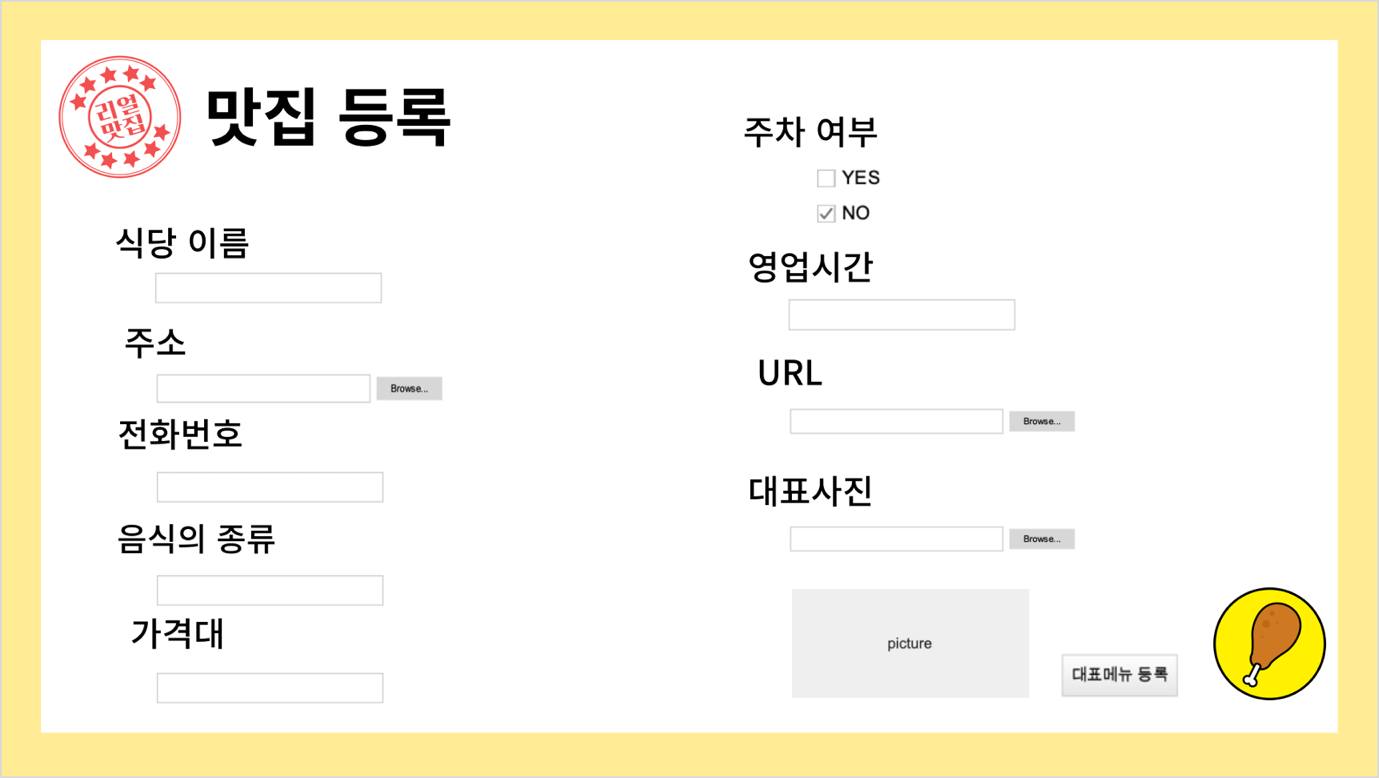 리얼
맛집
맛집 등록
식당 이름
주소
Browse...
전화번호
음식의 종류
가격대
주차 여부
YES
NO
영업시간
URL
Browse...
대표사진
Browse...
picture
대표메뉴 등록